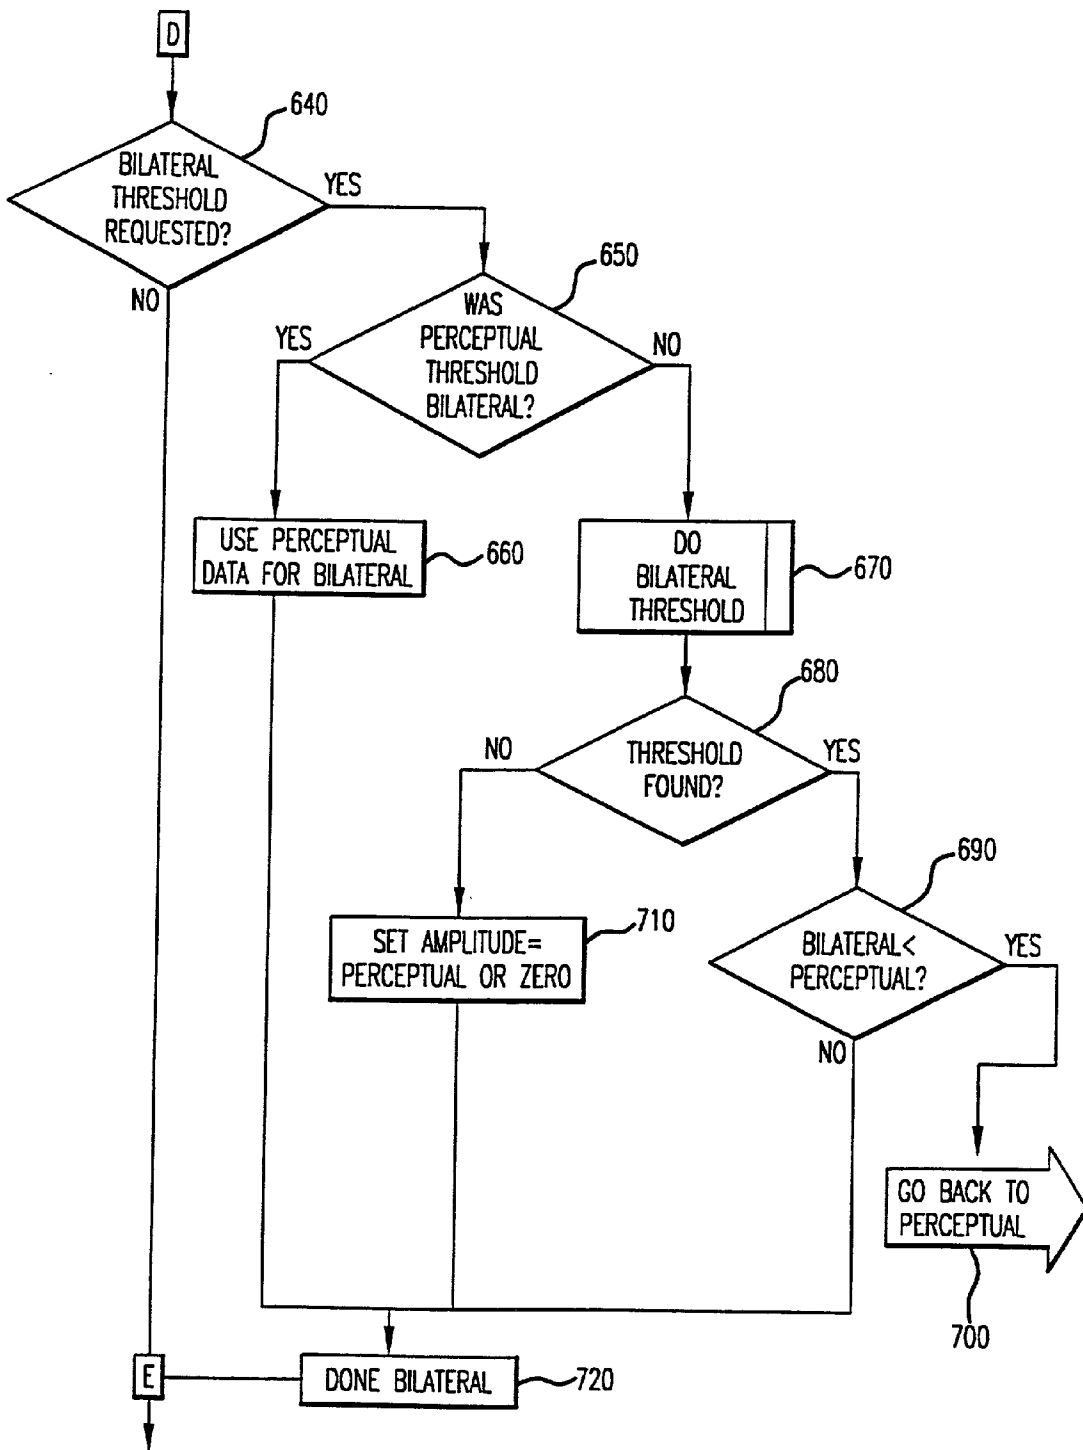 D
640
BILATERAL
THRESHOLD
REQUESTED?
YES
NO
650
WAS
PERCEPTUAL
THRESHOLD
BILATERAL?
YES
NO
USE PERCEPTUAL
DATA FOR BILATERAL
660
DO
BILATERAL
THRESHOLD
670
680
THRESHOLD
FOUND?
NO
YES
690
SET AMPLITUDE=
PERCEPTUAL OR ZERO
710
BILATERAL<
PERCEPTUAL?
YES
NO
GO BACK TO
PERCEPTUAL
700
E
DONE BILATERAL
720